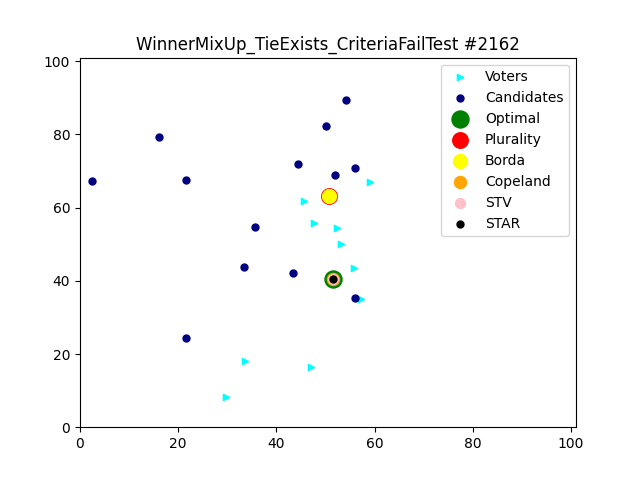 WinnerMixUp_TieExists_CriteriaFailTest #2162
Voters
Candidates
Optimal
Plurality
Borda
Copeland
STV
STAR
100
80
60
40
20
0
0 20 40 60 80 100